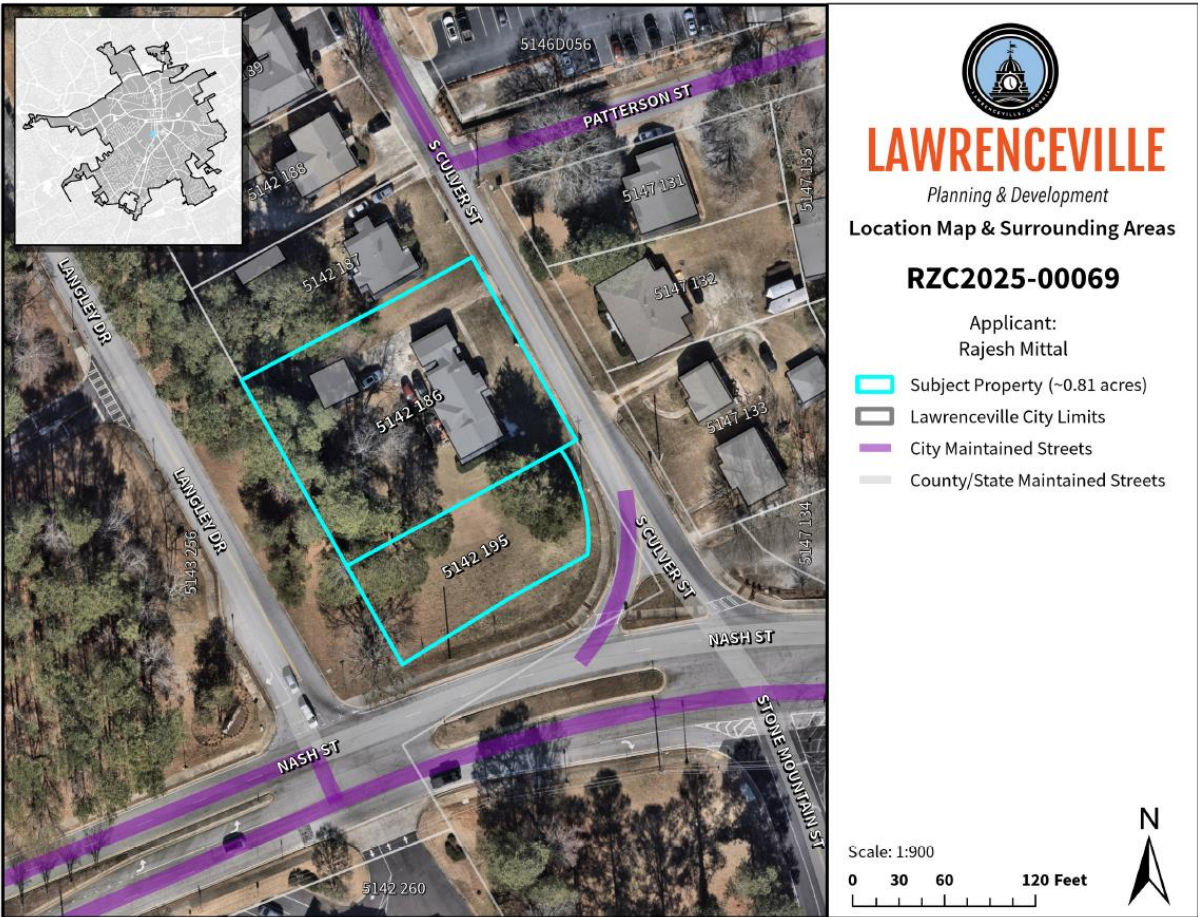 5146D056
189
PATTERSON ST
S CULVER ST
5142 188
5147 131
5147 135
LANGLEY DR
5142 187
5147 132
5142 186
5147 133
LANGLEY DR
5143 256
5142 195
S CULVER ST
5147 134
NASH ST
NASH ST
STONE MOUNTAIN ST
5142 260
LAWRENCEVILLE, GEORGIA
LAWRENCEVILLE
Planning & Development
Location Map & Surrounding Areas
RZC2025-00069
Applicant:
Rajesh Mittal
Subject Property (~0.81 acres)
Lawrenceville City Limits
City Maintained Streets
County/State Maintained Streets
N
Scale: 1:900
0 30 60 120 Feet